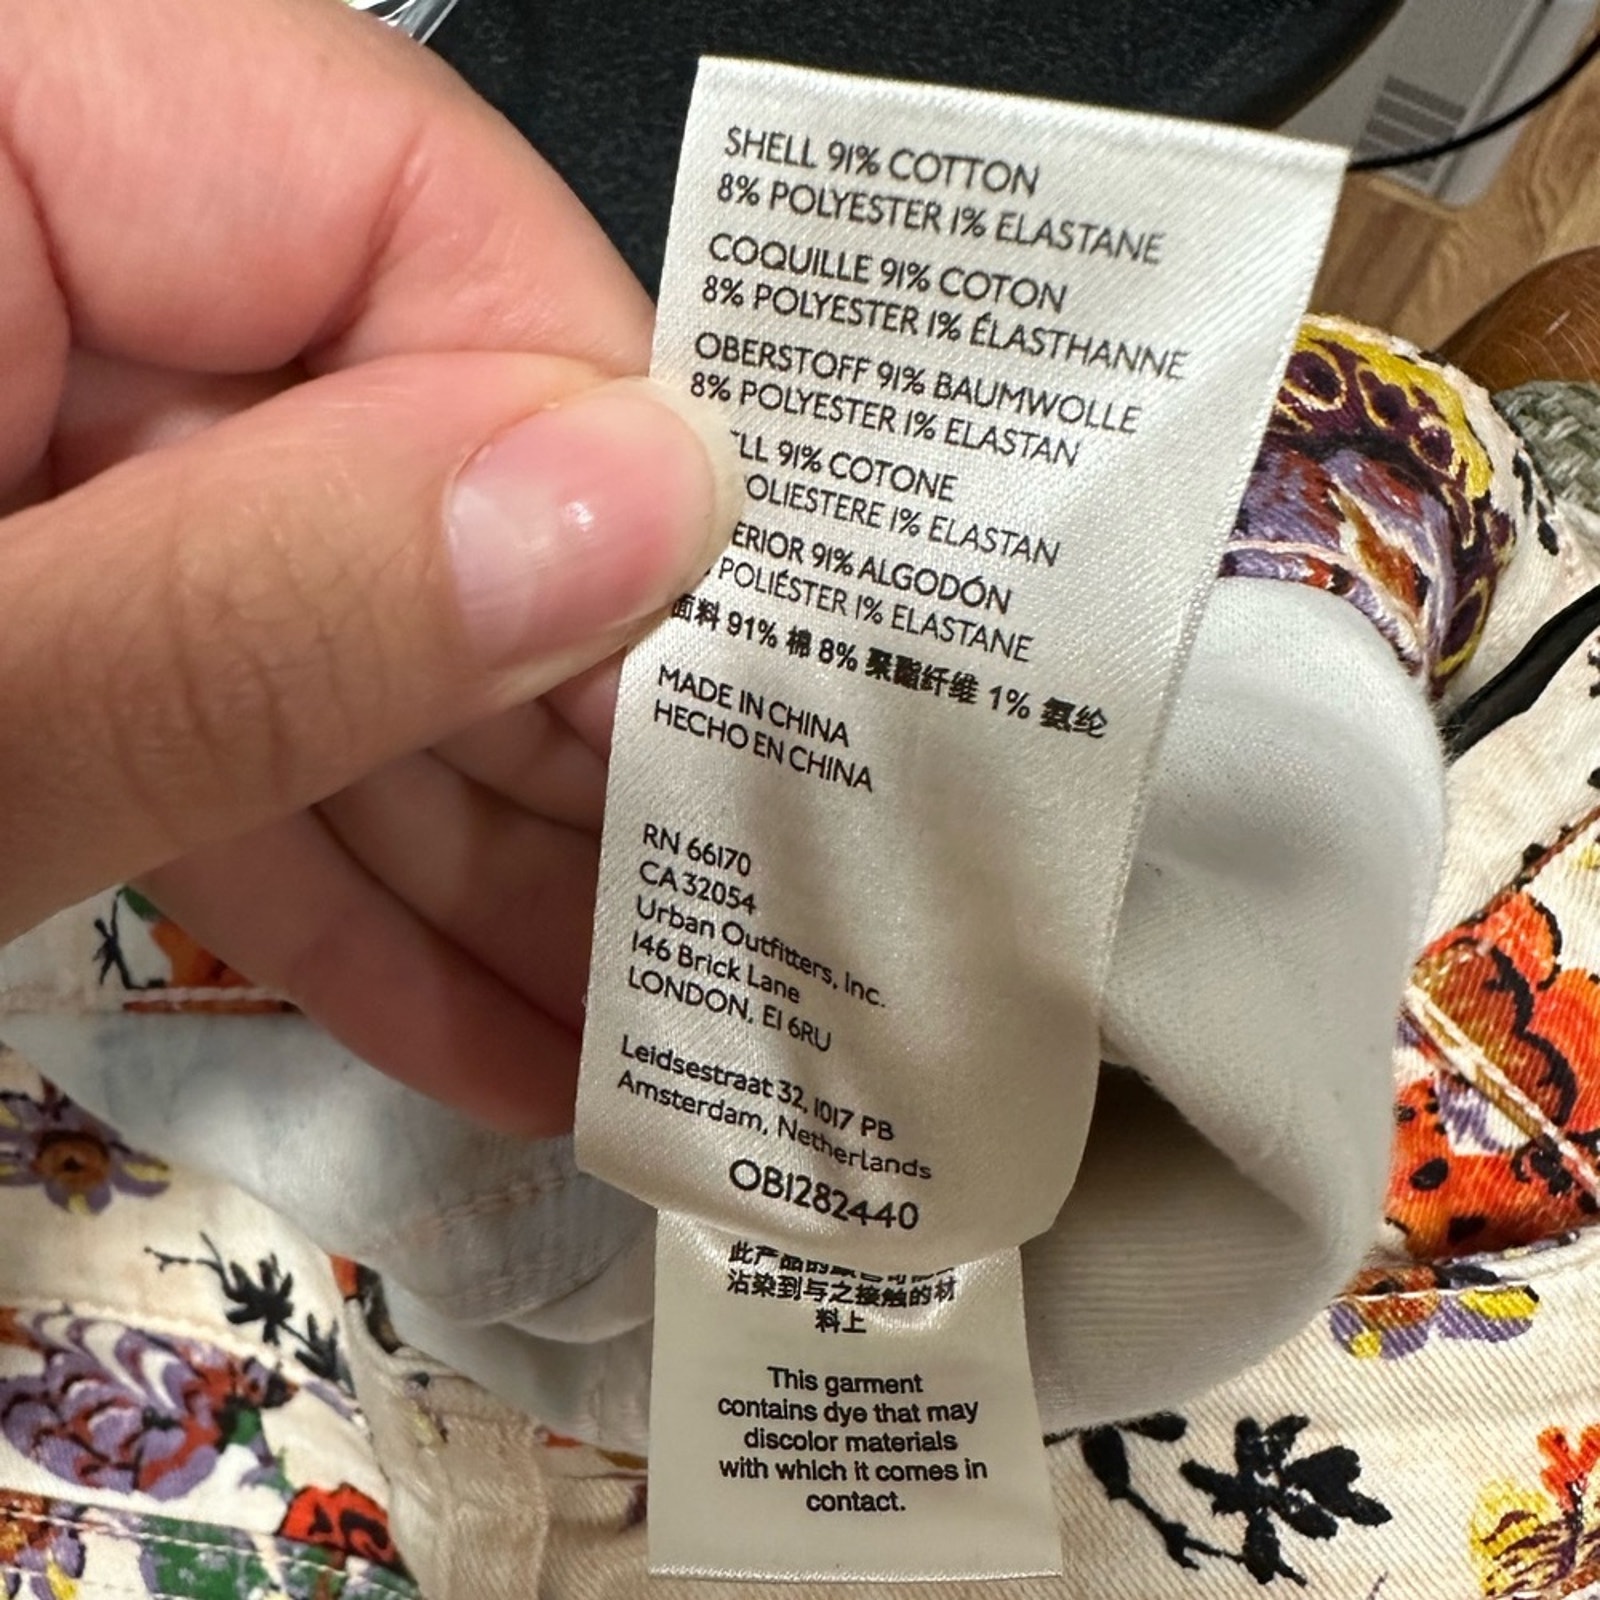 SHELL 91% COTTON
8% POLYESTER 1% ELASTANE
COQUILLE 91% COTON
8% POLYESTER 1% ÉLASTHANNE
OBERSTOFF 91% BAUMWOLLE
8% POLYESTER 1% ELASTAN
91% COTONE
1% ELASTAN
91% ALGODÓN
POLIÉSTER 1% ELASTANE
面料 91% 棉 8% 聚酯纤维 1% 氨纶
MADE IN CHINA
HECHO EN CHINA
RN 66170
CA 32054
Urban Outfitters, Inc.
146 Brick Lane
LONDON, E1 6RU
Leidsestraat 32, 1017 PB
Amsterdam, Netherlands
OB1282440
此产品的
沾染到与之接触的材
料上
This garment
contains dye that may
discolor materials
with which it comes in
contact.